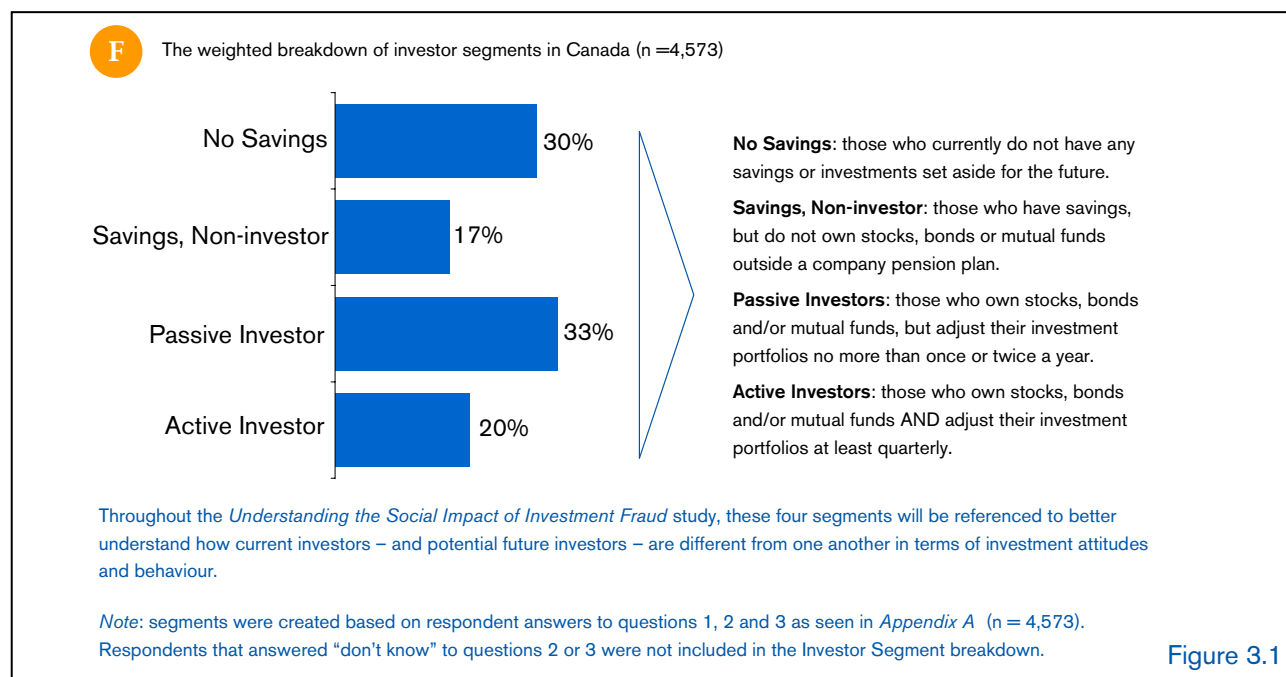 F
The weighted breakdown of investor segments in Canada (n =4,573)
No Savings
30%
Savings, Non-investor
17%
Passive Investor
33%
Active Investor
20%
No Savings: those who currently do not have any
savings or investments set aside for the future.
Savings, Non-investor: those who have savings,
but do not own stocks, bonds or mutual funds
outside a company pension plan.
Passive Investors: those who own stocks, bonds
and/or mutual funds, but adjust their investment
portfolios no more than once or twice a year.
Active Investors: those who own stocks, bonds
and/or mutual funds AND adjust their investment
portfolios at least quarterly.
Throughout the Understanding the Social Impact of Investment Fraud study, these four segments will be referenced to better
understand how current investors – and potential future investors – are different from one another in terms of investment attitudes
and behaviour.
Note: segments were created based on respondent answers to questions 1, 2 and 3 as seen in Appendix A (n = 4,573).
Respondents that answered “don’t know” to questions 2 or 3 were not included in the Investor Segment breakdown.
Figure 3.1